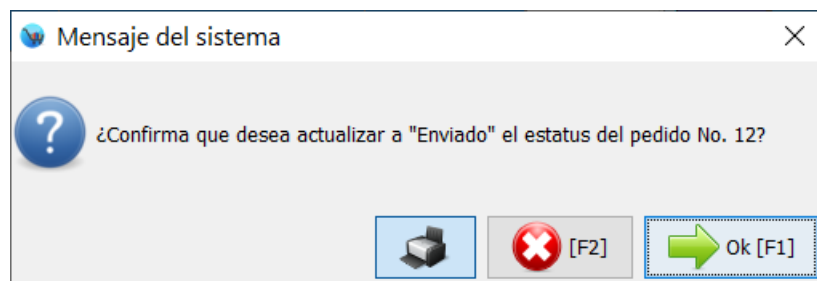 Mensaje del sistema
¿Confirma que desea actualizar a "Enviado" el estatus del pedido No. 12?
[F2]
Ok [F1]